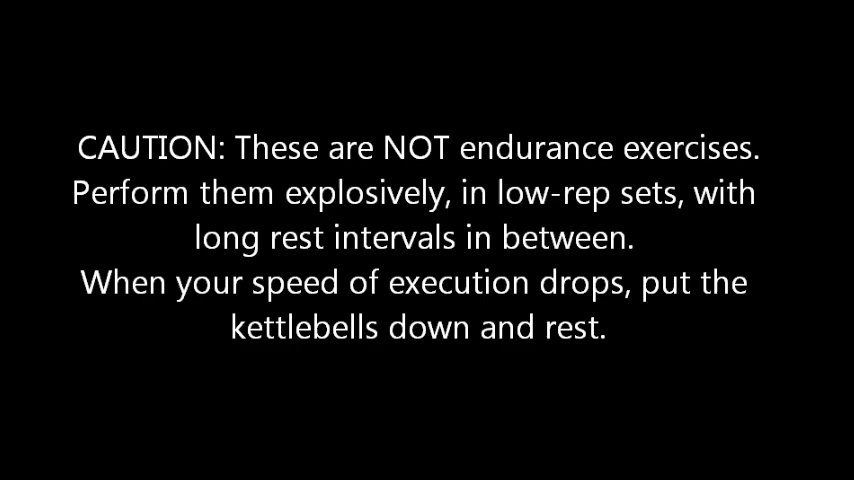 CAUTION: These are NOT endurance exercises.
Perform them explosively, in low-rep sets, with
long rest intervals in between.
When your speed of execution drops, put the
kettlebells down and rest.